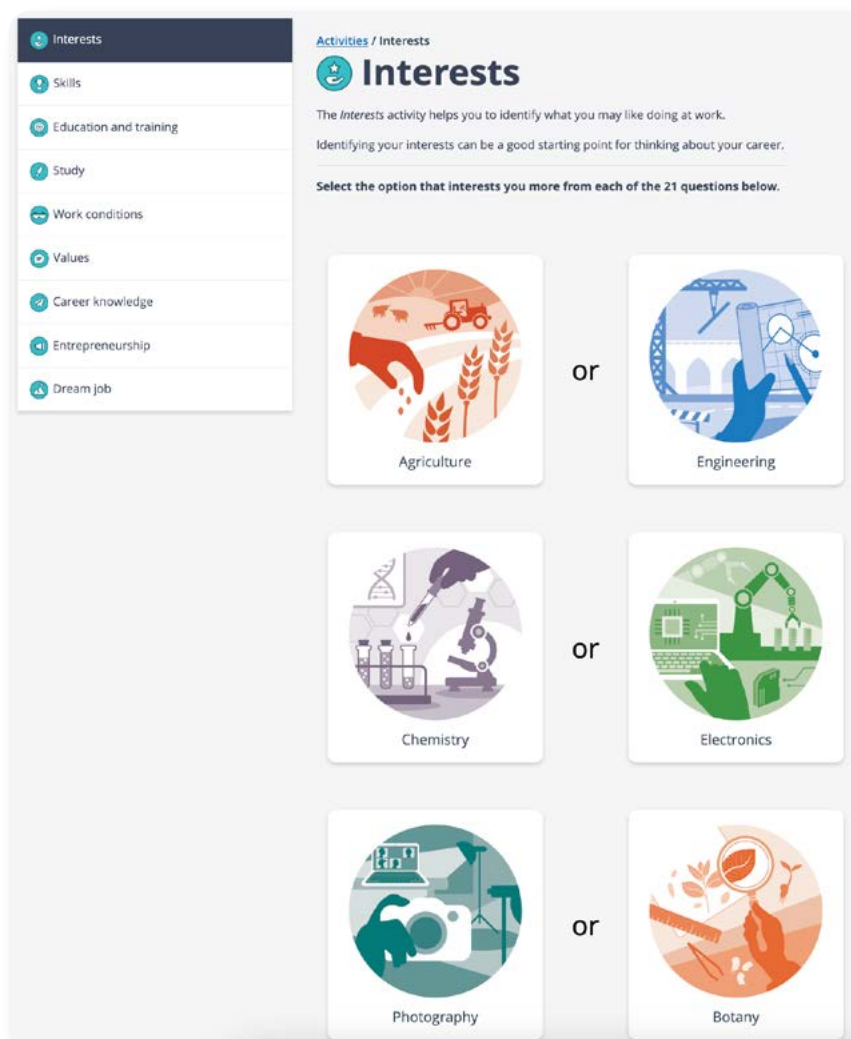 Interests
Skills
Education and training
Study
Work conditions
Values
Career knowledge
Entrepreneurship
Dream job
Activities / Interests
Interests
The Interests activity helps you to identify what you may like doing at work.
Identifying your interests can be a good starting point for thinking about your career.
Select the option that interests you more from each of the 21 questions below.
Agriculture
or
Engineering
Chemistry
or
Electronics
Photography
or
Botany